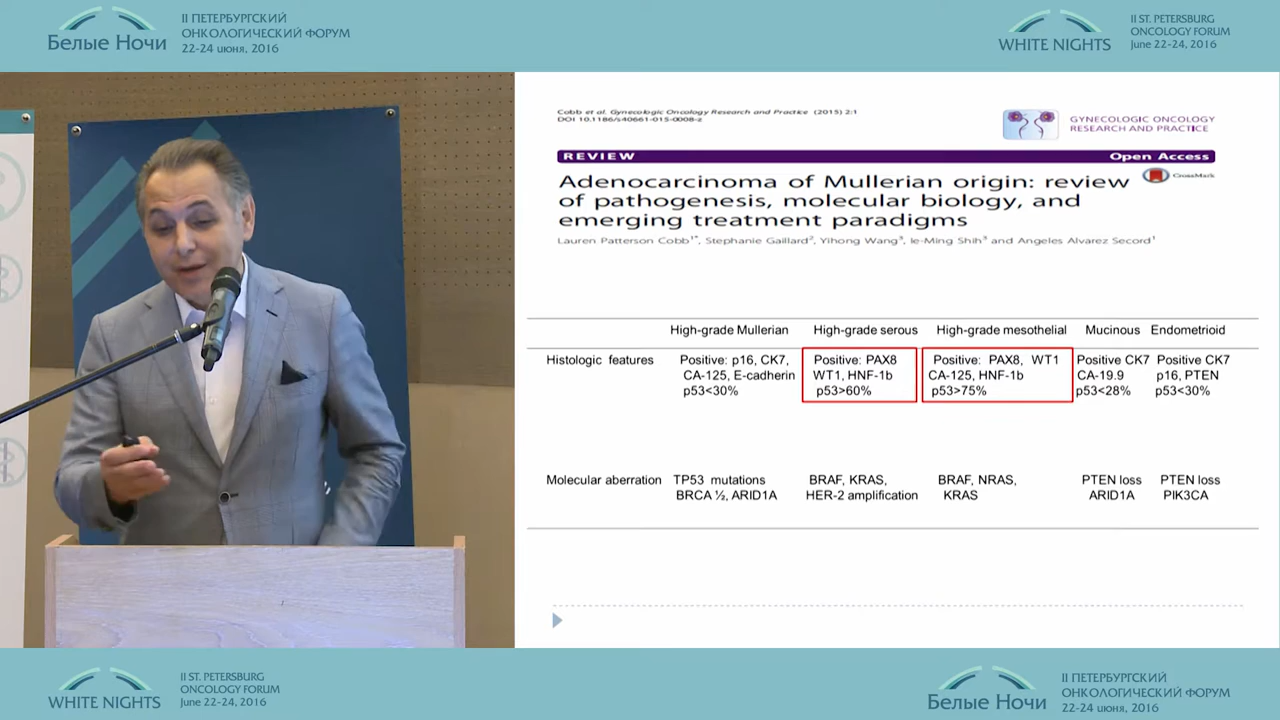 II ПЕТЕРБУРГСКИЙ
ОНКОЛОГИЧЕСКИЙ ФОРУМ
Белые Ночи
22-24 июня, 2016
II ST. PETERSBURG
ONCOLOGY FORUM
WHITE NIGHTS
June 22-24, 2016
Cobb et al. Gynecologic Oncology Research and Practice (2015) 2:1
DOI 10.1186/s40661-015-0008-z
GYNECOLOGIC ONCOLOGY
RESEARCH AND PRACTICE
REVIEW Open Access
CrossMark
Adenocarcinoma of Mullerian origin: review
of pathogenesis, molecular biology, and
emerging treatment paradigms
Lauren Patterson Cobb1*, Stephanie Gaillard2, Yihong Wang3, Ie-Ming Shih3 and Angeles Alvarez Secord1
High-grade Mullerian High-grade serous High-grade mesothelial Mucinous Endometrioid
Histologic features Positive: p16, CK7, Positive: PAX8 Positive: PAX8, WT1 Positive CK7 Positive CK7
CA-125, E-cadherin WT1, HNF-1b CA-125, HNF-1b CA-19.9 p16, PTEN
p53<30% p53>60% p53>75% p53<28% p53<30%
Molecular aberration TP53 mutations BRAF, KRAS, BRAF, NRAS, PTEN loss PTEN loss
BRCA ½, ARID1A HER-2 amplification KRAS ARID1A PIK3CA
II ST. PETERSBURG
ONCOLOGY FORUM
WHITE NIGHTS
June 22-24, 2016
II ПЕТЕРБУРГСКИЙ
ОНКОЛОГИЧЕСКИЙ ФОРУМ
Белые Ночи
22-24 июня, 2016